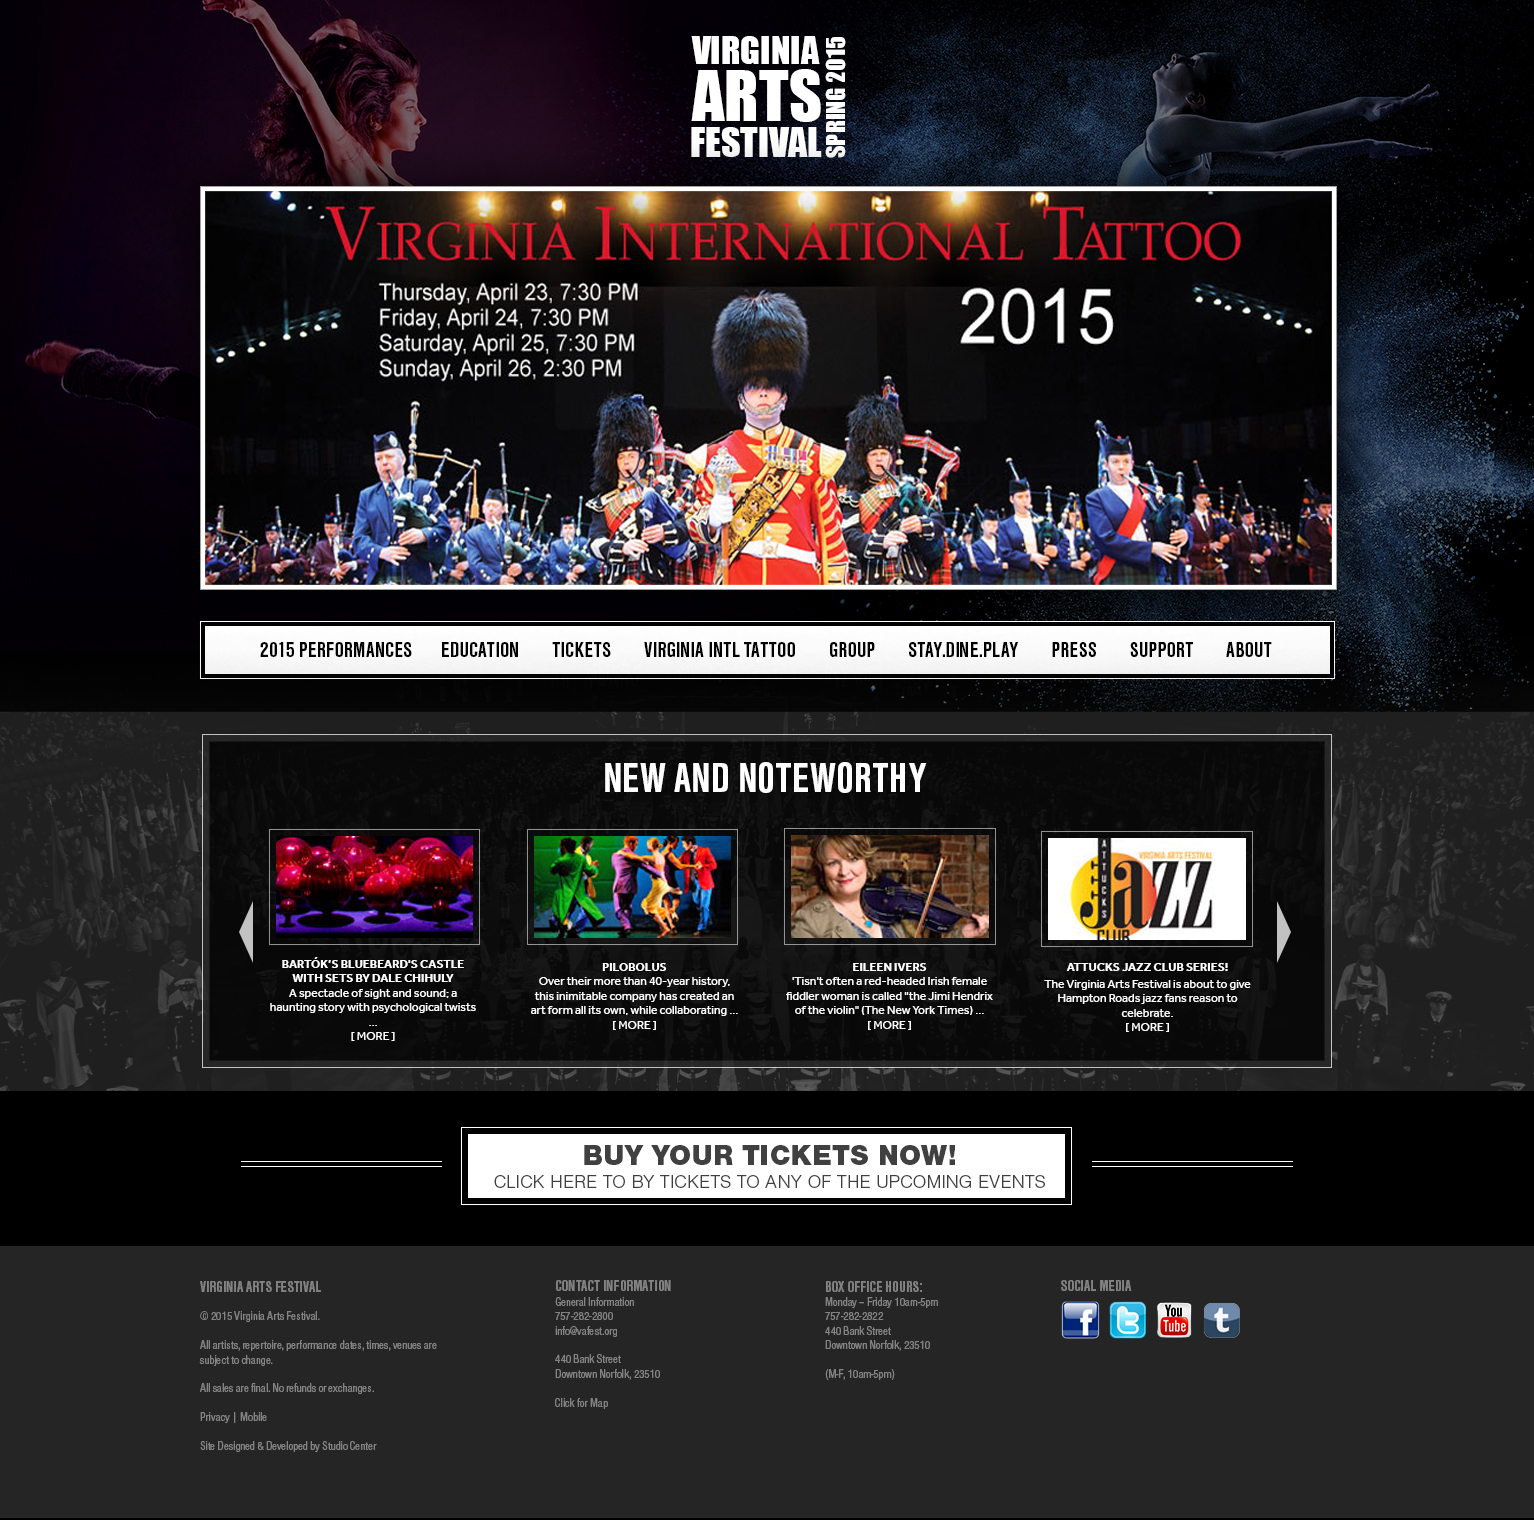 VIRGINIA
ARTS
FESTIVAL
SPRING 2015
VIRGINIA INTERNATIONAL TATTOO
2015
Thursday, April 23, 7:30 PM
Friday, April 24, 7:30 PM
Saturday, April 25, 7:30 PM
Sunday, April 26, 2:30 PM
2015 PERFORMANCES EDUCATION TICKETS VIRGINIA INTL TATTOO GROUP STAY.DINE.PLAY PRESS SUPPORT ABOUT
NEW AND NOTEWORTHY
BARTÓK'S BLUEBEARD'S CASTLE
WITH SETS BY DALE CHIHULY
A spectacle of sight and sound; a
haunting story with psychological twists
...
[ MORE ]
PILOBOLUS
Over their more than 40-year history,
this inimitable company has created an
art form all its own, while collaborating ...
[ MORE ]
EILEEN IVERS
'Tisn't often a red-headed Irish female
fiddler woman is called "the Jimi Hendrix
of the violin" (The New York Times) ...
[ MORE ]
VIRGINIA ARTS FESTIVAL
ATTUCKS
Jazz
CLUB
ATTUCKS JAZZ CLUB SERIES!
The Virginia Arts Festival is about to give
Hampton Roads jazz fans reason to
celebrate.
[ MORE ]
BUY YOUR TICKETS NOW!
CLICK HERE TO BY TICKETS TO ANY OF THE UPCOMING EVENTS
VIRGINIA ARTS FESTIVAL
© 2015 Virginia Arts Festival.
All artists, repertoire, performance dates, times, venues are
subject to change.
All sales are final. No refunds or exchanges.
Privacy | Mobile
Site Designed & Developed by Studio Center
CONTACT INFORMATION
General Information
757-282-2800
info@vafest.org
440 Bank Street
Downtown Norfolk, 23510
Click for Map
BOX OFFICE HOURS:
Monday – Friday 10am-5pm
757-282-2822
440 Bank Street
Downtown Norfolk, 23510
(M-F, 10am-5pm)
SOCIAL MEDIA
f
t
You
Tube
t